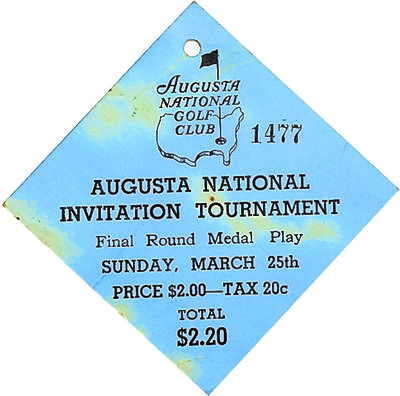 AUGUSTA
NATIONAL
GOLF
CLUB
1477
AUGUSTA NATIONAL
INVITATION TOURNAMENT
Final Round Medal Play
SUNDAY, MARCH 25th
PRICE $2.00—TAX 20c
TOTAL
$2.20